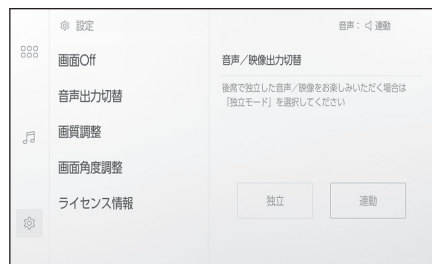 設定
音声: 連動
画面Off
音声出力切替
画質調整
画面角度調整
ライセンス情報
音声／映像出力切替
後席で独立した音声／映像をお楽しみいただく場合は
「独立モード」を選択してください
独立
連動